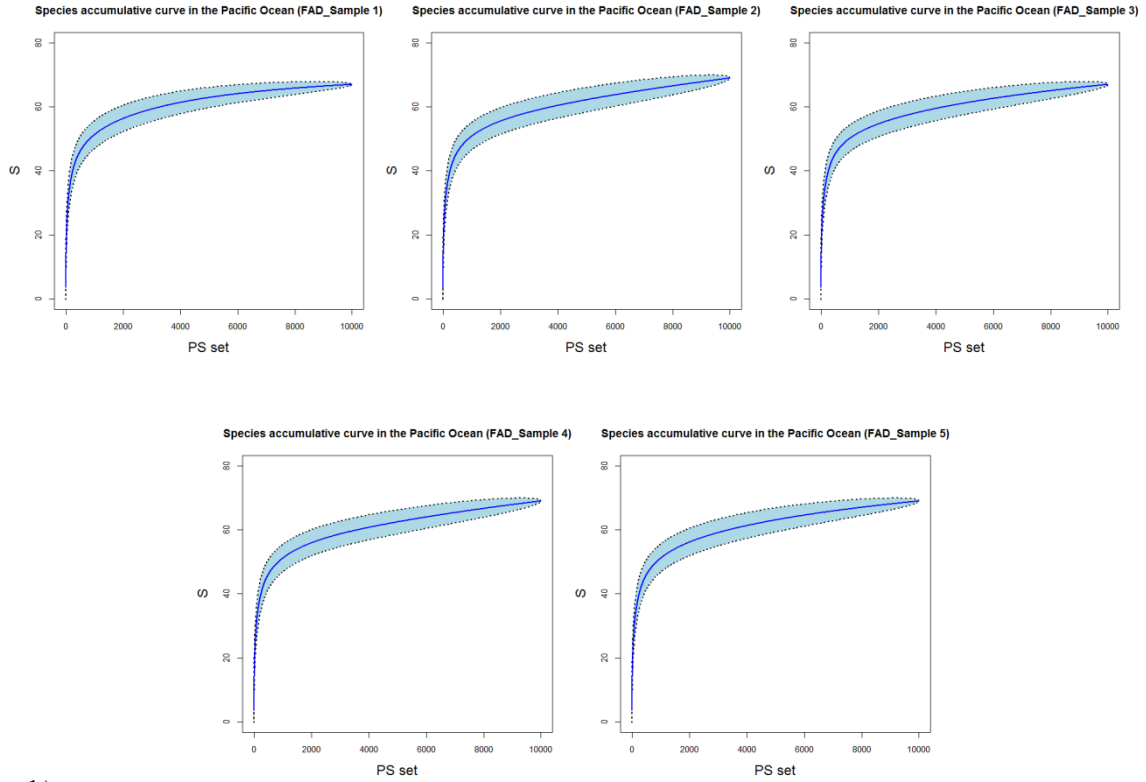 Species accumulative curve in the Pacific Ocean (FAD_Sample 1)
80
60
40
20
0
S
0 2000 4000 6000 8000 10000
PS set
Species accumulative curve in the Pacific Ocean (FAD_Sample 2)
80
60
40
20
0
S
0 2000 4000 6000 8000 10000
PS set
Species accumulative curve in the Pacific Ocean (FAD_Sample 3)
80
60
40
20
0
S
0 2000 4000 6000 8000 10000
PS set
Species accumulative curve in the Pacific Ocean (FAD_Sample 4)
80
60
40
20
0
S
0 2000 4000 6000 8000 10000
PS set
Species accumulative curve in the Pacific Ocean (FAD_Sample 5)
80
60
40
20
0
S
0 2000 4000 6000 8000 10000
PS set